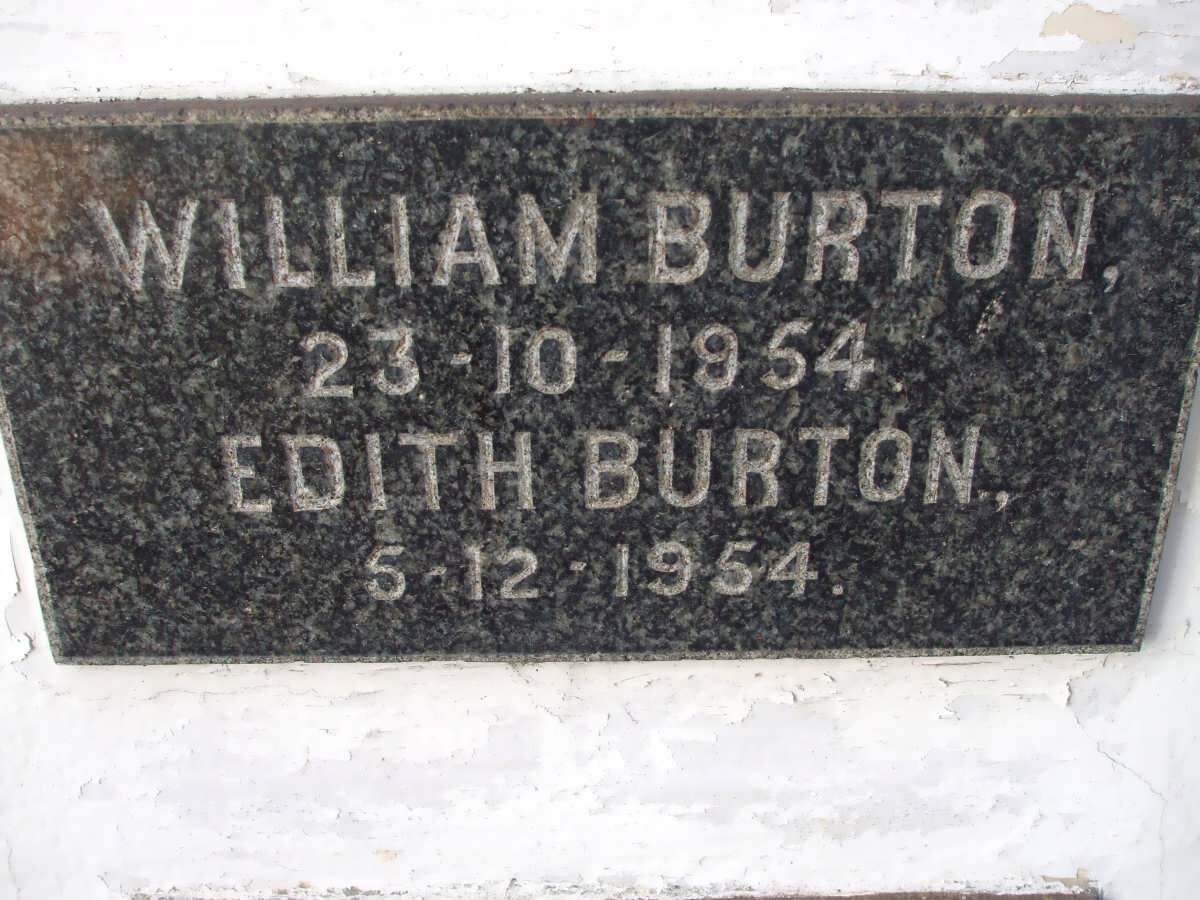 WILLIAM BURTON,
23-10-1954
EDITH BURTON,
5-12-1954.